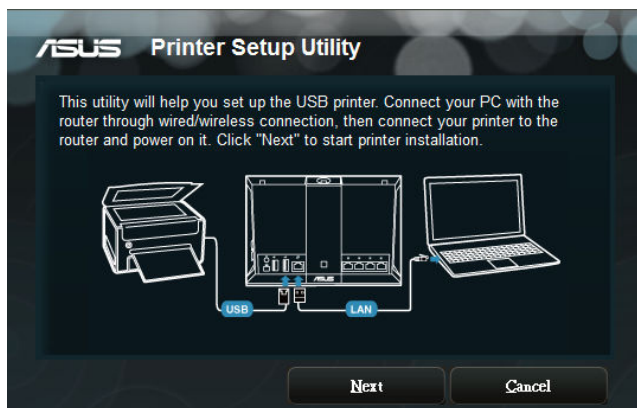 ASUS Printer Setup Utility
This utility will help you set up the USB printer. Connect your PC with the
router through wired/wireless connection, then connect your printer to the
router and power on it. Click "Next" to start printer installation.
ASUS
USB
LAN
Next
Cancel